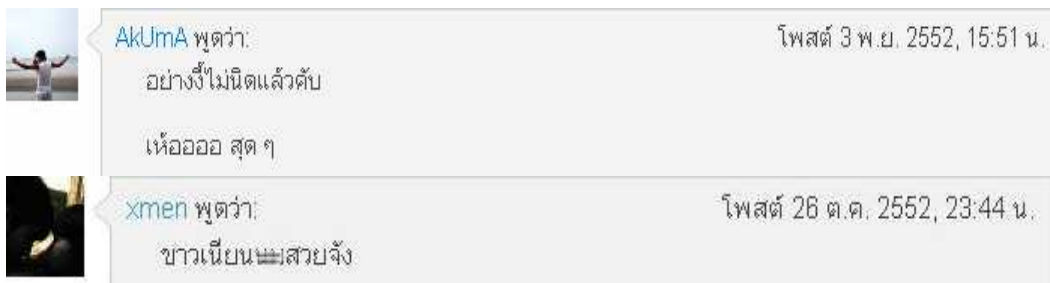 AkUmA พูดว่า: โพสต์ 3 พ.ย. 2552, 15:51 น.
อย่างงี้ไม่นิดแล้วคับ
เห้ออออ สุด ๆ
xmen พูดว่า: โพสต์ 26 ต.ค. 2552, 23:44 น.
ขาวเนียนสวยจัง